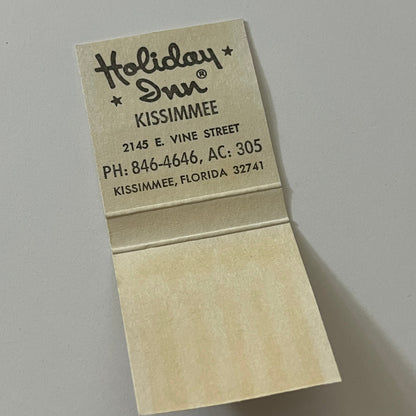 Holiday
Inn®
KISSIMMEE
2145 E. VINE STREET
PH: 846-4646, AC: 305
KISSIMMEE, FLORIDA 32741